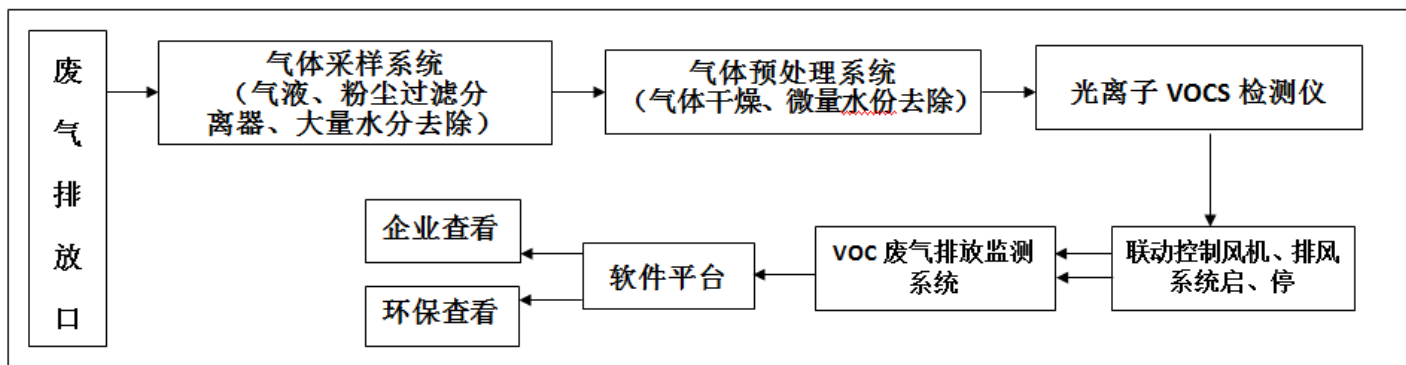 废
气
排
放
口
气体采样系统
（气液、粉尘过滤分
离器、大量水分去除）
气体预处理系统
（气体干燥、微量水份去除）
光离子 VOCS 检测仪
联动控制风机、排风
系统启、停
VOC 废气排放监测
系统
软件平台
企业查看
环保查看